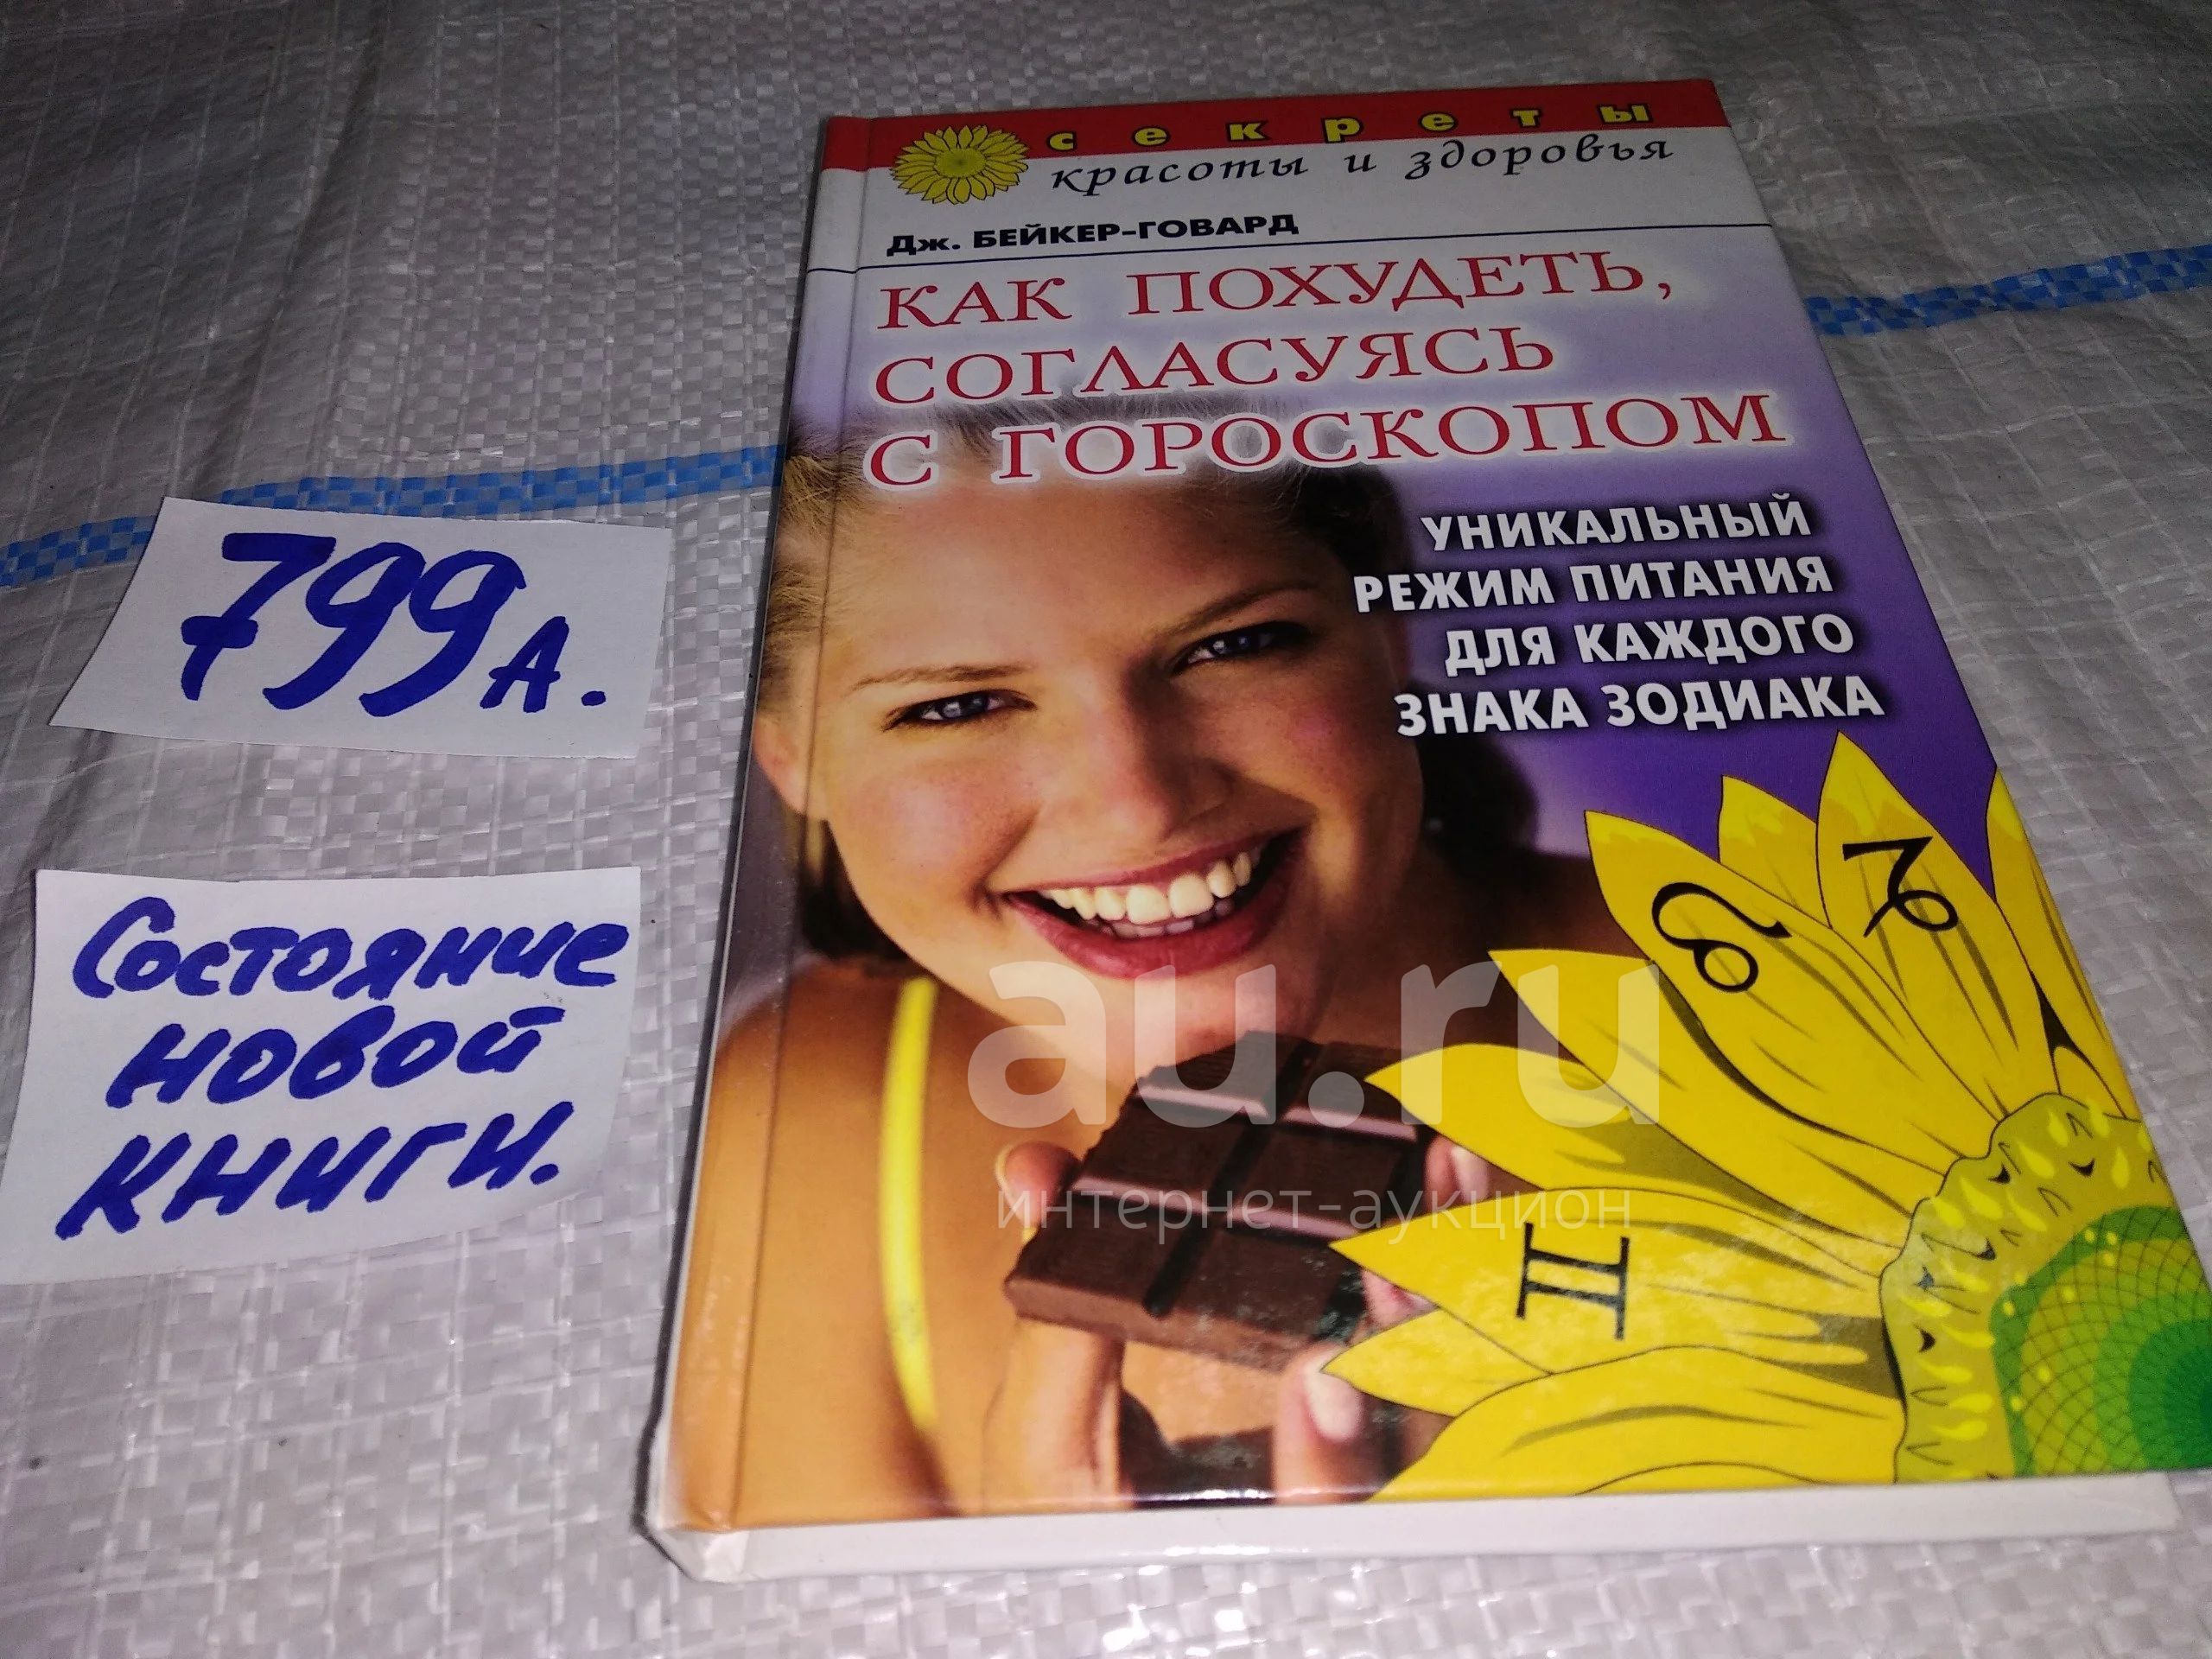 секреты
красоты и здоровья
Дж. БЕЙКЕР-ГОВАРД
КАК ПОХУДЕТЬ,
СОГЛАСУЯСЬ
С ГОРОСКОПОМ
УНИКАЛЬНЫЙ
РЕЖИМ ПИТАНИЯ
ДЛЯ КАЖДОГО
ЗНАКА ЗОДИАКА
799А.
Состояние
новой
книги.
au.ru
интернет-аукцион